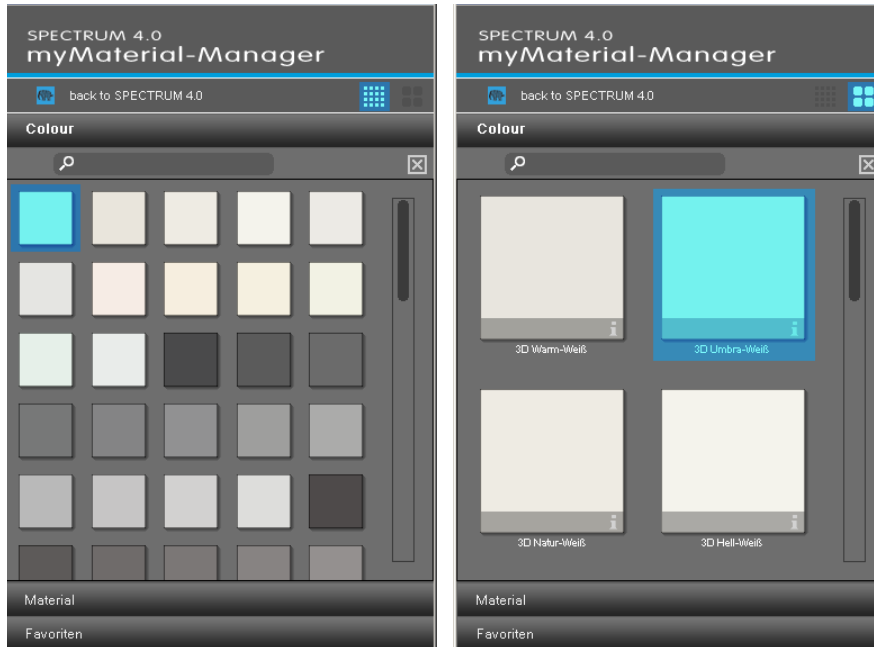 SPECTRUM 4.0
myMaterial-Manager
back to SPECTRUM 4.0
Colour
Material
Favoriten
SPECTRUM 4.0
myMaterial-Manager
back to SPECTRUM 4.0
Colour
i
i
3D Warm-Weiß
3D Umbra-Weiß
i
i
3D Natur-Weiß
3D Hell-Weiß
Material
Favoriten